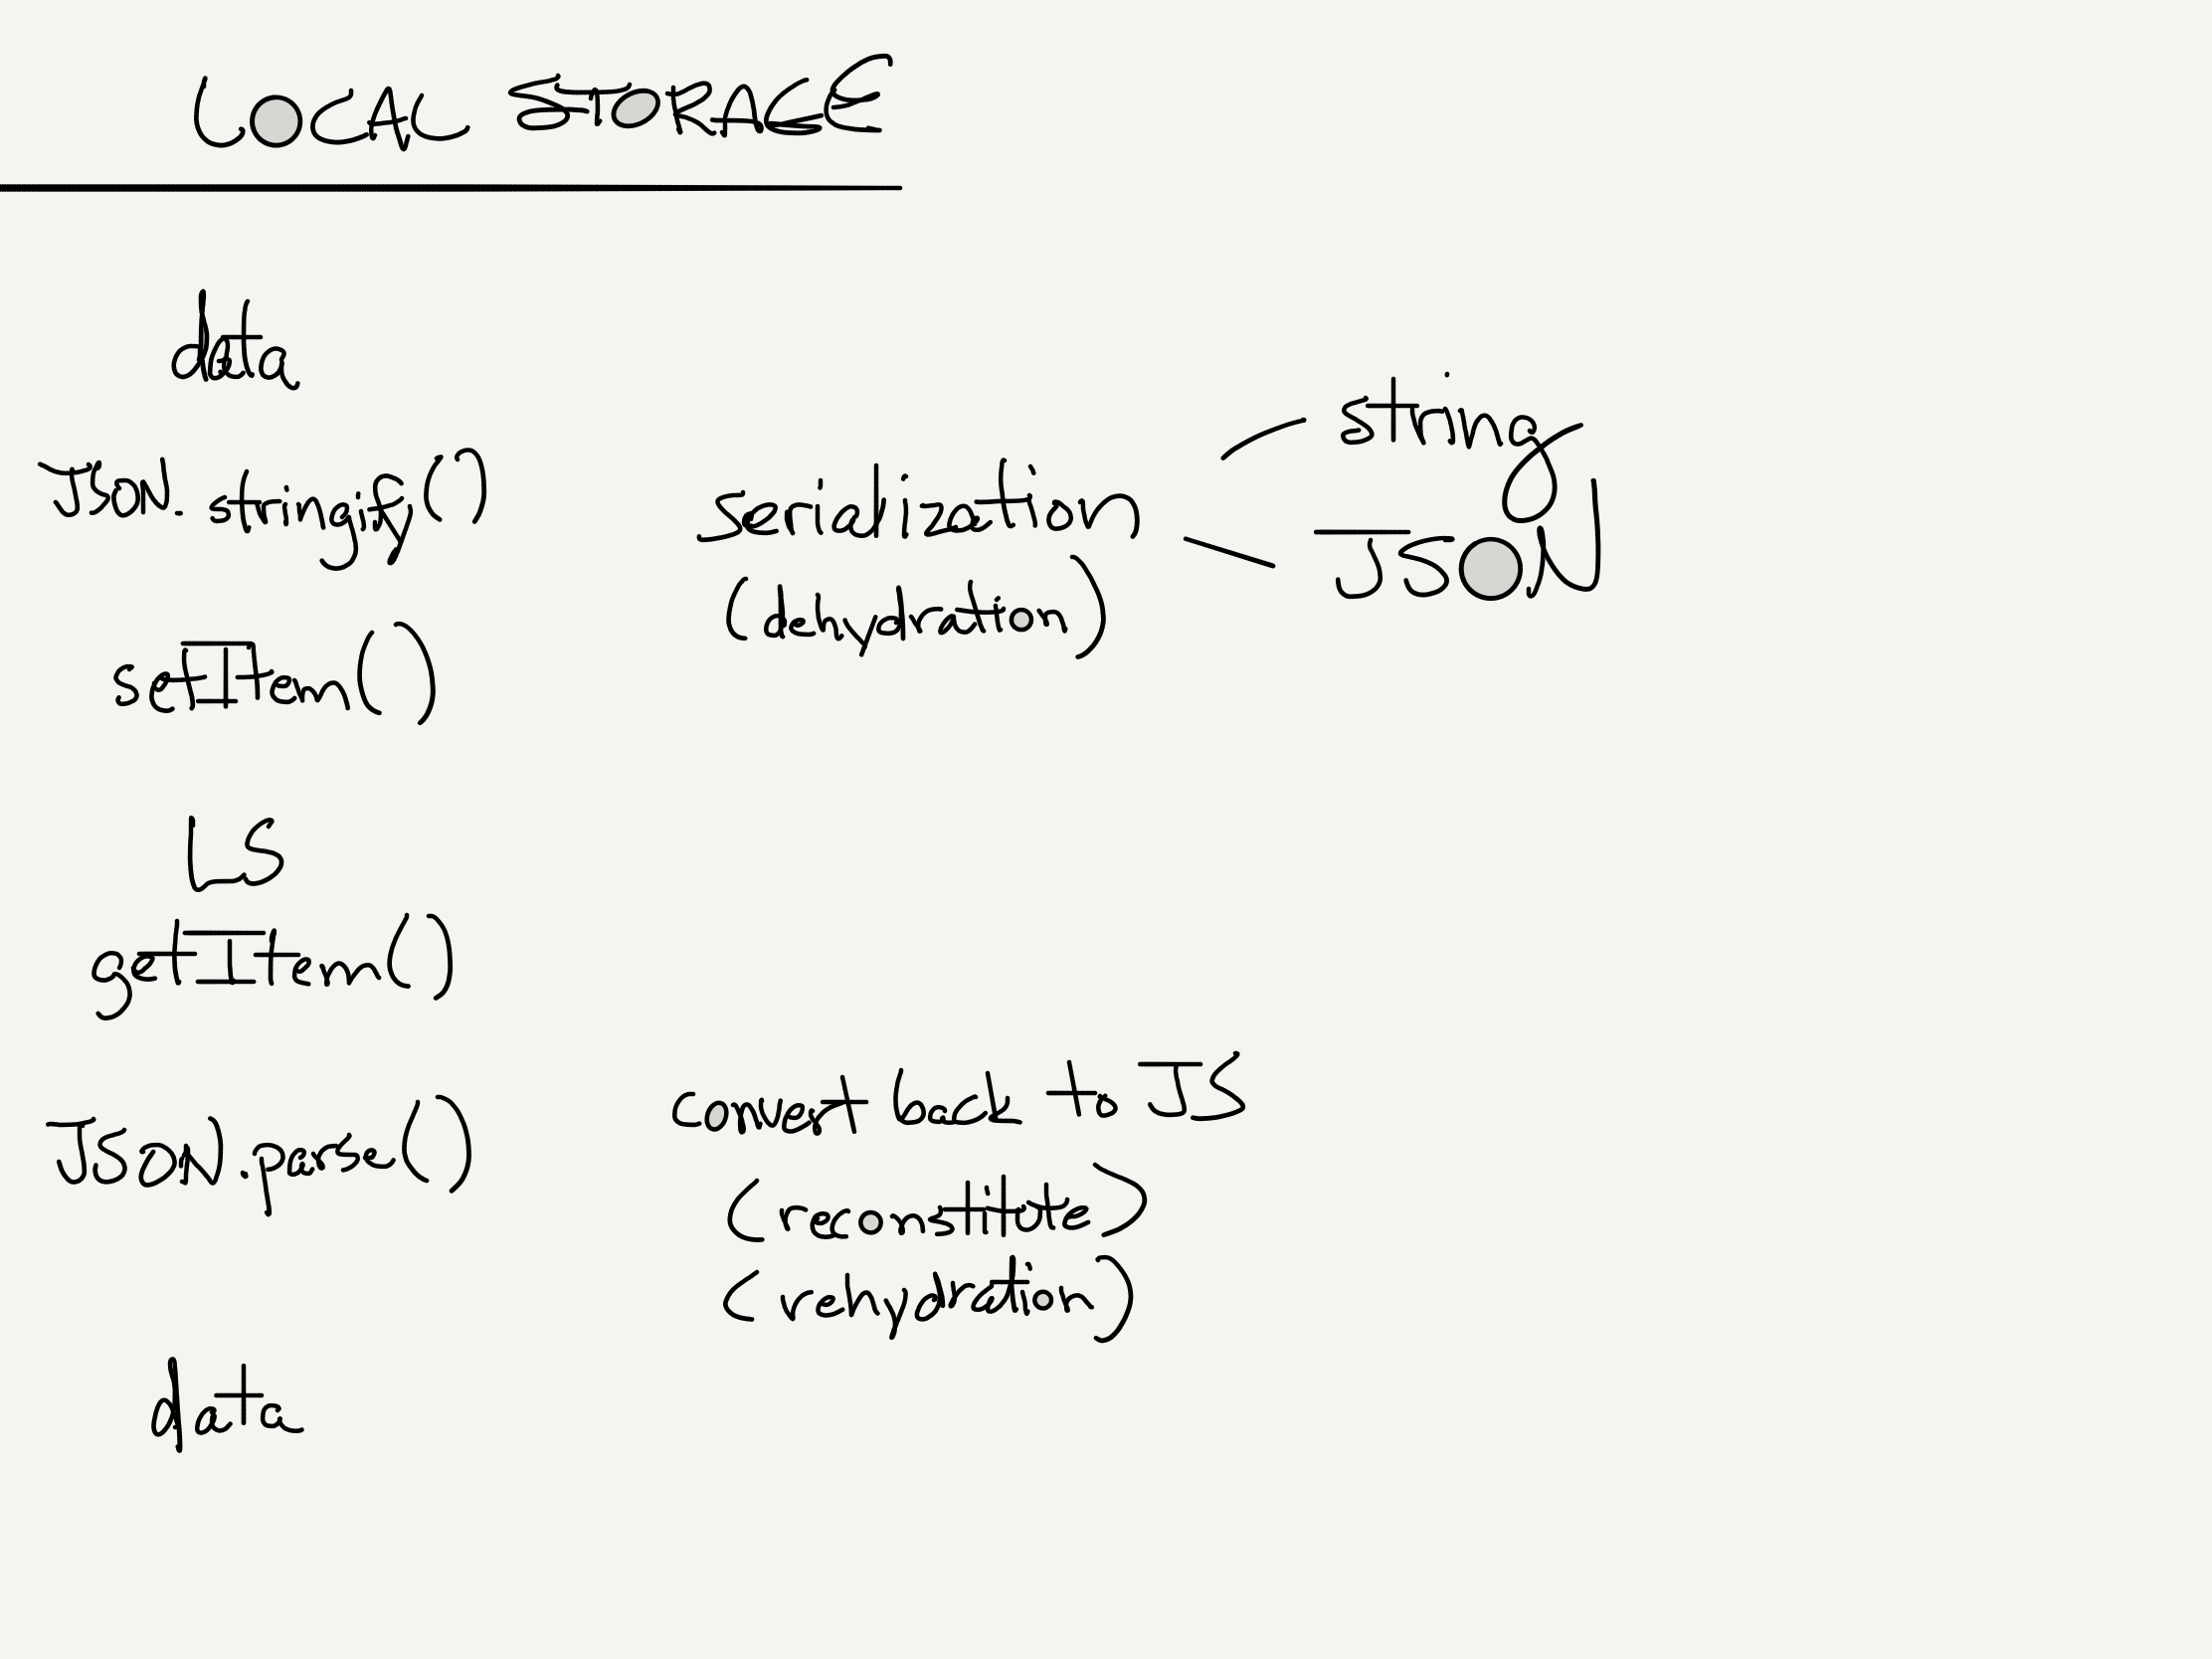 LOCAL STORAGE
data
string
JSON.stringify()
serialization
JSON
(dehydration)
setItem()
LS
getItem()
convert back to JS
JSON.parse()
(reconstitute)
(rehydration)
data